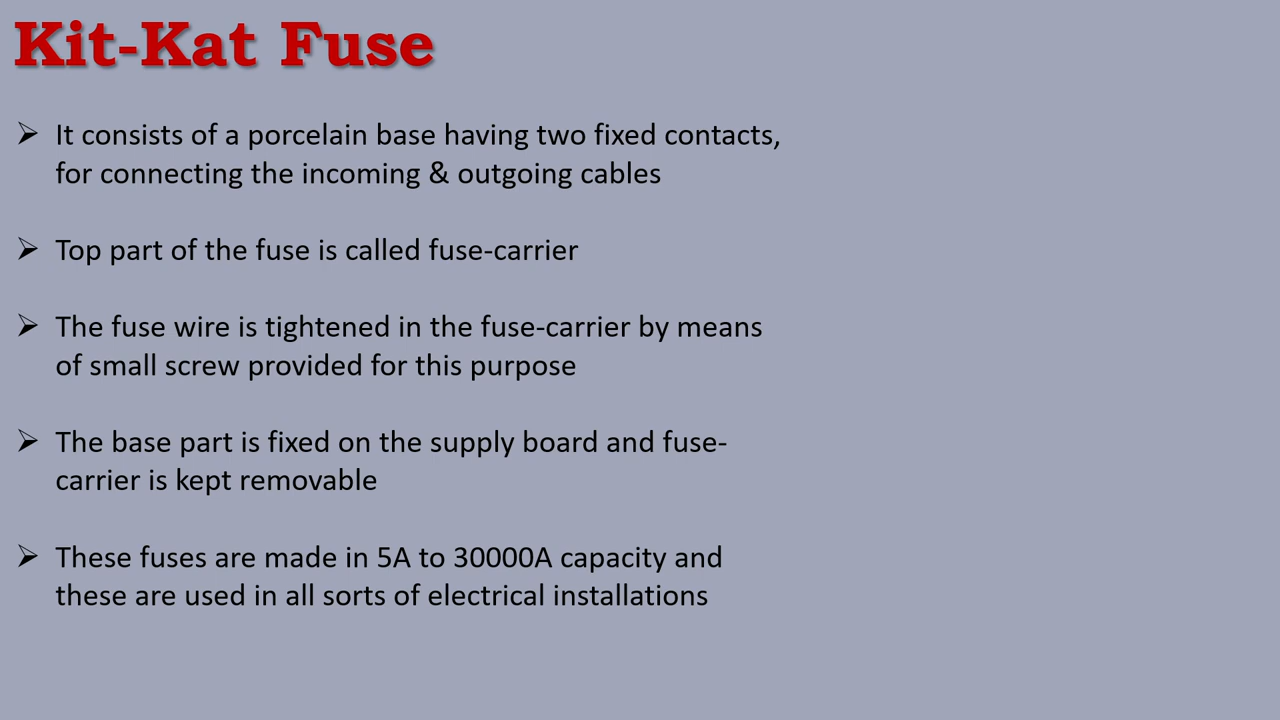 Kit-Kat Fuse
➢ It consists of a porcelain base having two fixed contacts,
for connecting the incoming & outgoing cables
➢ Top part of the fuse is called fuse-carrier
➢ The fuse wire is tightened in the fuse-carrier by means
of small screw provided for this purpose
➢ The base part is fixed on the supply board and fuse-
carrier is kept removable
➢ These fuses are made in 5A to 30000A capacity and
these are used in all sorts of electrical installations